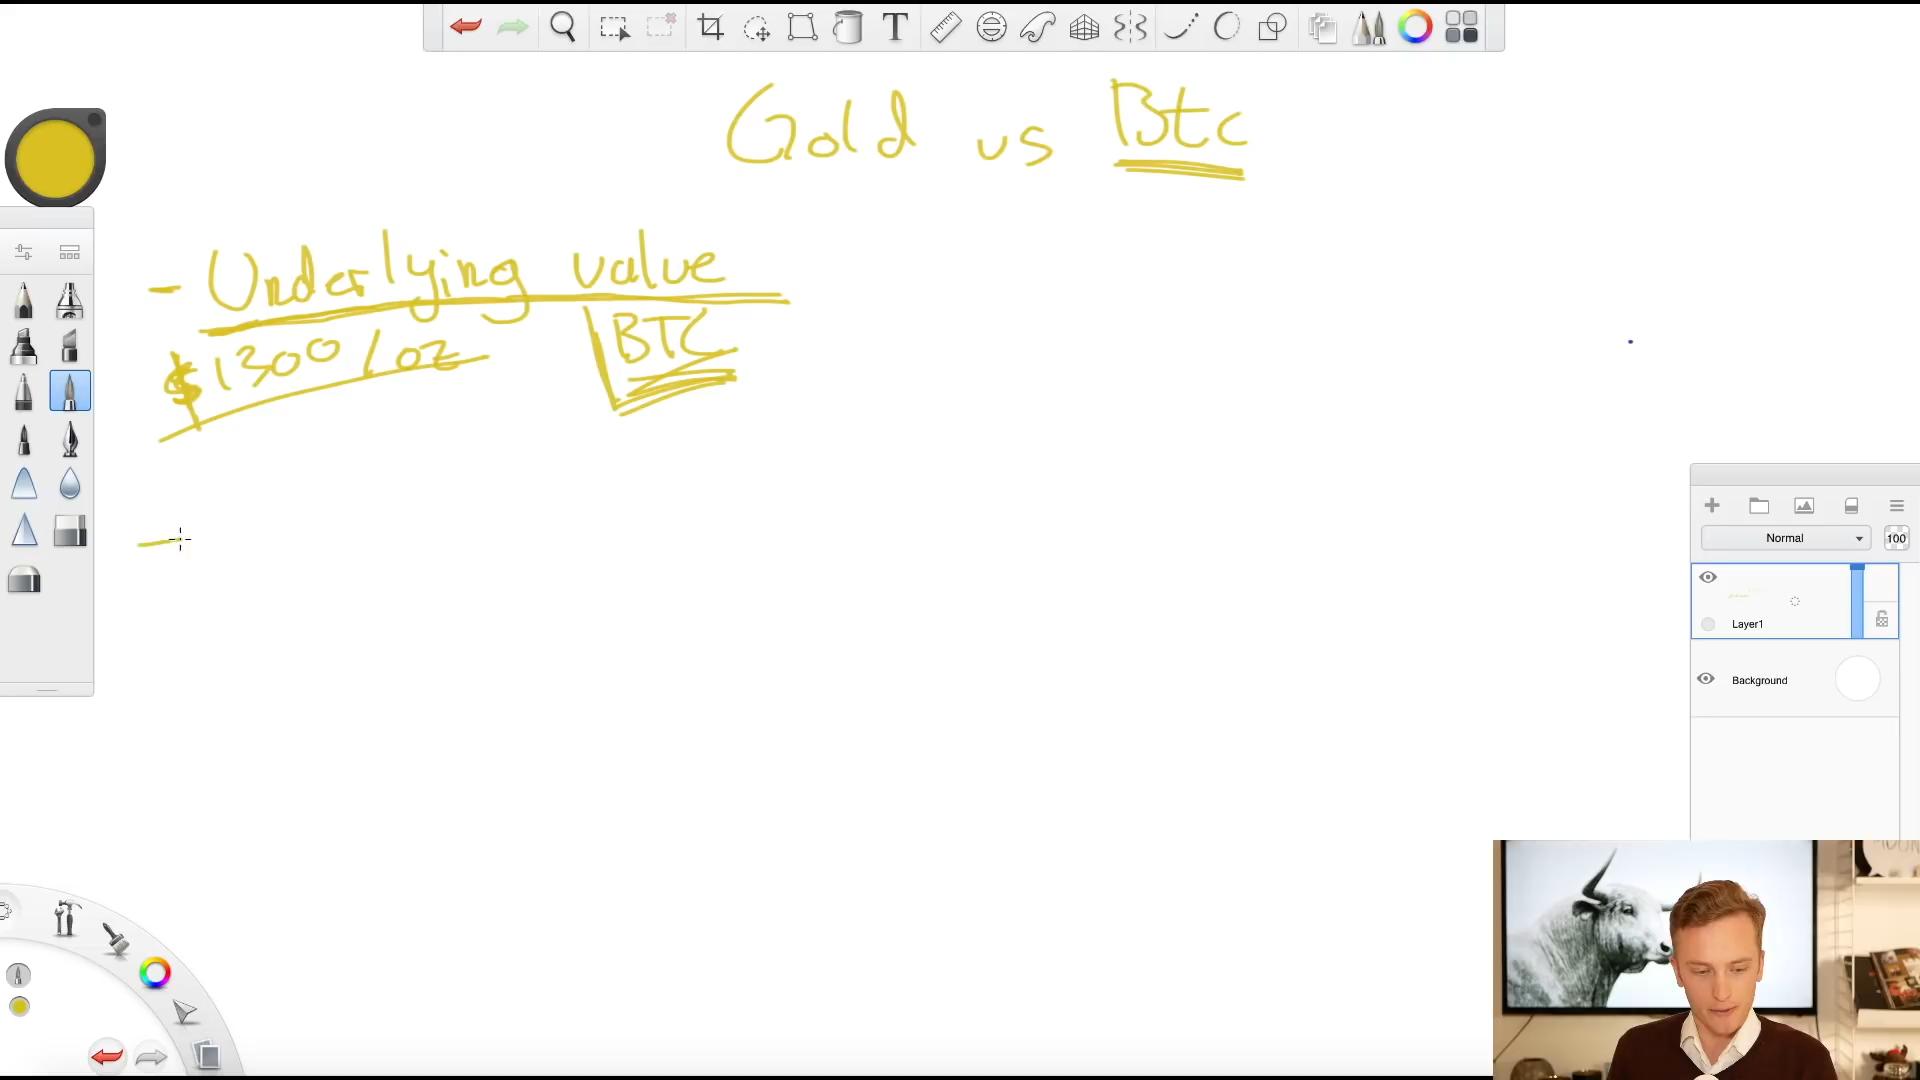 Gold vs Btc
- Underlying value
$1300/oz BTC
-
Normal
100
Layer1
Background